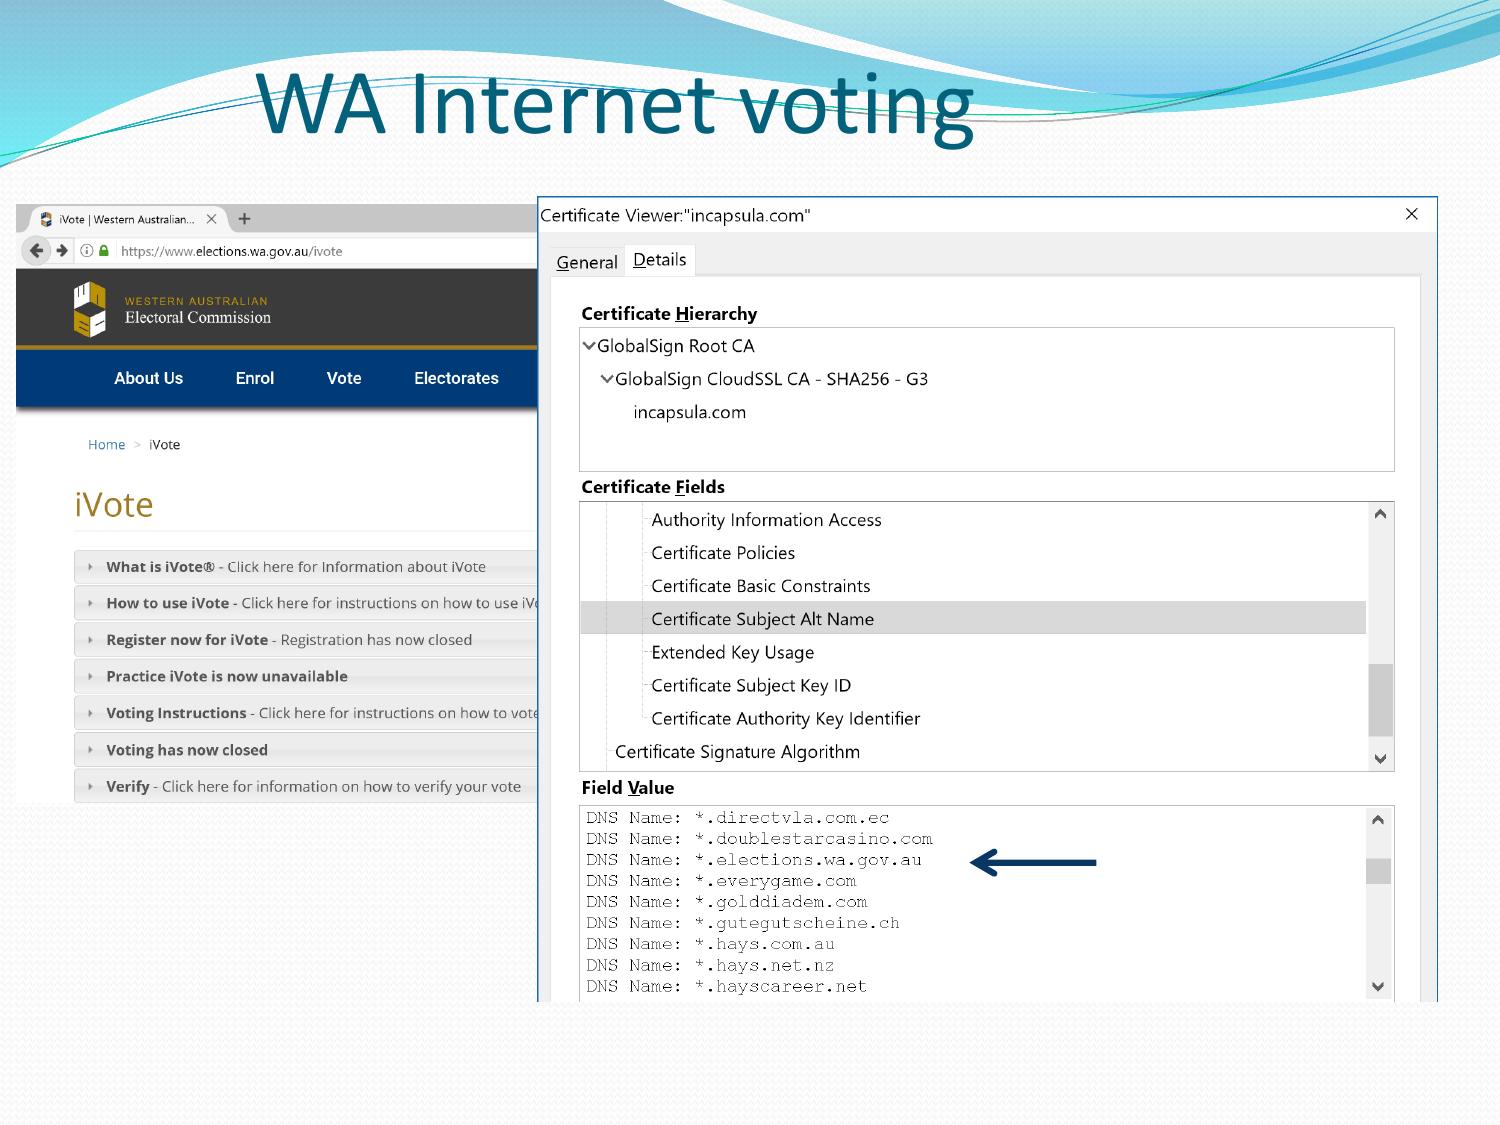 WA Internet voting
iVote | Western Australian...
https://www.elections.wa.gov.au/ivote
WESTERN AUSTRALIAN
Electoral Commission
About Us
Enrol
Vote
Electorates
Home > iVote
iVote
What is iVote® - Click here for Information about iVote
How to use iVote - Click here for instructions on how to use iVo
Register now for iVote - Registration has now closed
Practice iVote is now unavailable
Voting Instructions - Click here for instructions on how to vote
Voting has now closed
Verify - Click here for information on how to verify your vote
Certificate Viewer:"incapsula.com"
General
Details
Certificate Hierarchy
GlobalSign Root CA
GlobalSign CloudSSL CA - SHA256 - G3
incapsula.com
Certificate Fields
Authority Information Access
Certificate Policies
Certificate Basic Constraints
Certificate Subject Alt Name
Extended Key Usage
Certificate Subject Key ID
Certificate Authority Key Identifier
Certificate Signature Algorithm
Field Value
DNS Name: *.directvla.com.ec
DNS Name: *.doublestarcasino.com
DNS Name: *.elections.wa.gov.au
DNS Name: *.everygame.com
DNS Name: *.golddiadem.com
DNS Name: *.gutegutscheine.ch
DNS Name: *.hays.com.au
DNS Name: *.hays.net.nz
DNS Name: *.hayscareer.net